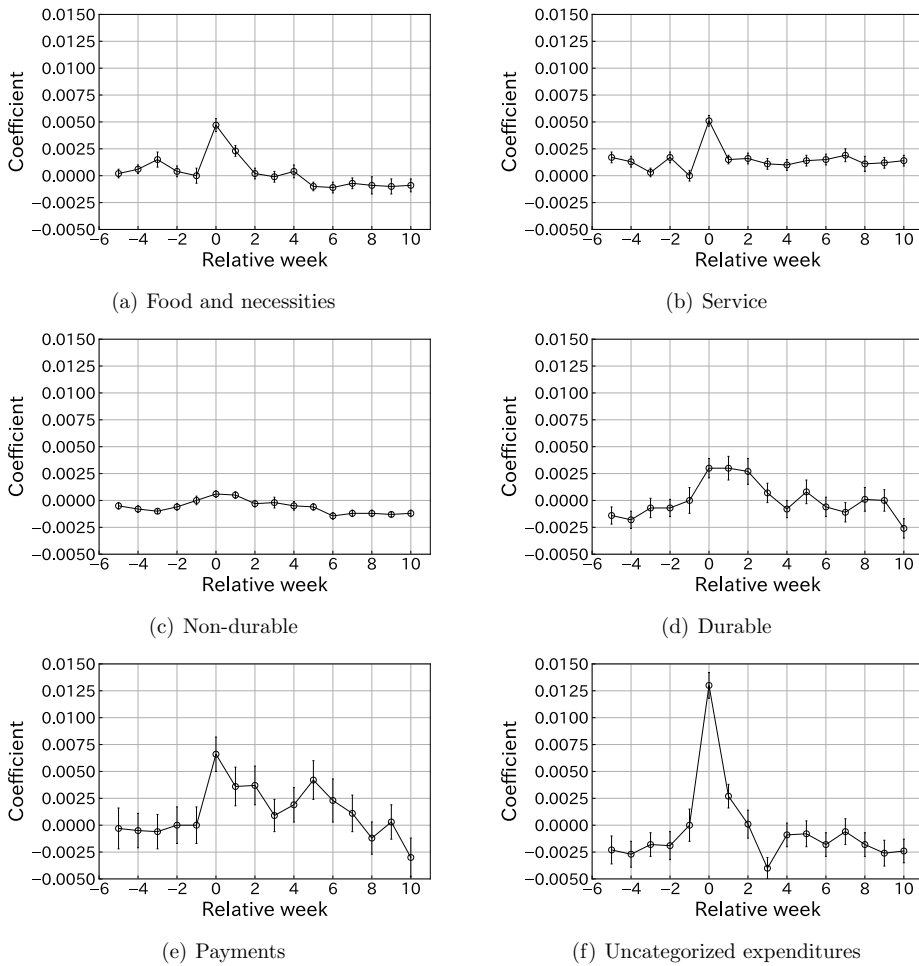 0.0150
0.0125
0.0100
0.0075
0.0050
0.0025
0.0000
−0.0025
−0.0050
Coefficient
−6 −4 −2 0 2 4 6 8 10
Relative week
(a) Food and necessities
0.0150
0.0125
0.0100
0.0075
0.0050
0.0025
0.0000
−0.0025
−0.0050
Coefficient
−6 −4 −2 0 2 4 6 8 10
Relative week
(b) Service
0.0150
0.0125
0.0100
0.0075
0.0050
0.0025
0.0000
−0.0025
−0.0050
Coefficient
−6 −4 −2 0 2 4 6 8 10
Relative week
(c) Non-durable
0.0150
0.0125
0.0100
0.0075
0.0050
0.0025
0.0000
−0.0025
−0.0050
Coefficient
−6 −4 −2 0 2 4 6 8 10
Relative week
(d) Durable
0.0150
0.0125
0.0100
0.0075
0.0050
0.0025
0.0000
−0.0025
−0.0050
Coefficient
−6 −4 −2 0 2 4 6 8 10
Relative week
(e) Payments
0.0150
0.0125
0.0100
0.0075
0.0050
0.0025
0.0000
−0.0025
−0.0050
Coefficient
−6 −4 −2 0 2 4 6 8 10
Relative week
(f) Uncategorized expenditures